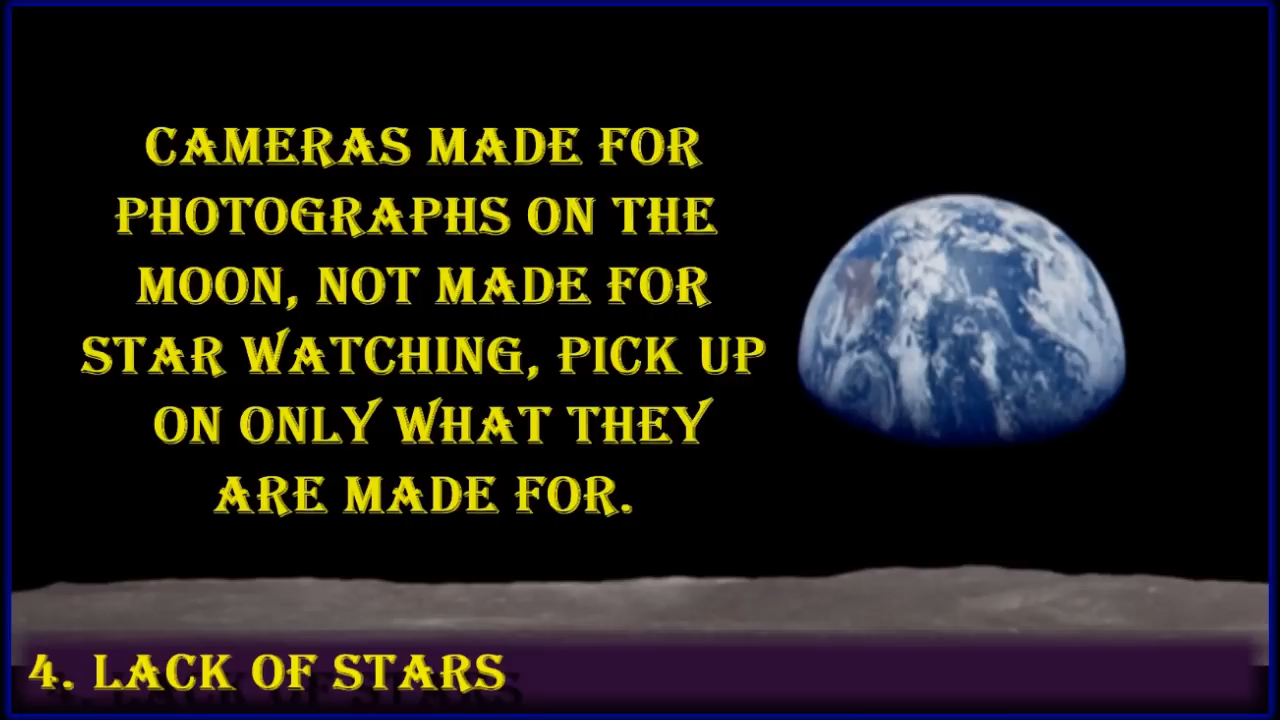 CAMERAS MADE FOR
PHOTOGRAPHS ON THE
MOON, NOT MADE FOR
STAR WATCHING, PICK UP
ON ONLY WHAT THEY
ARE MADE FOR.
4. LACK OF STARS